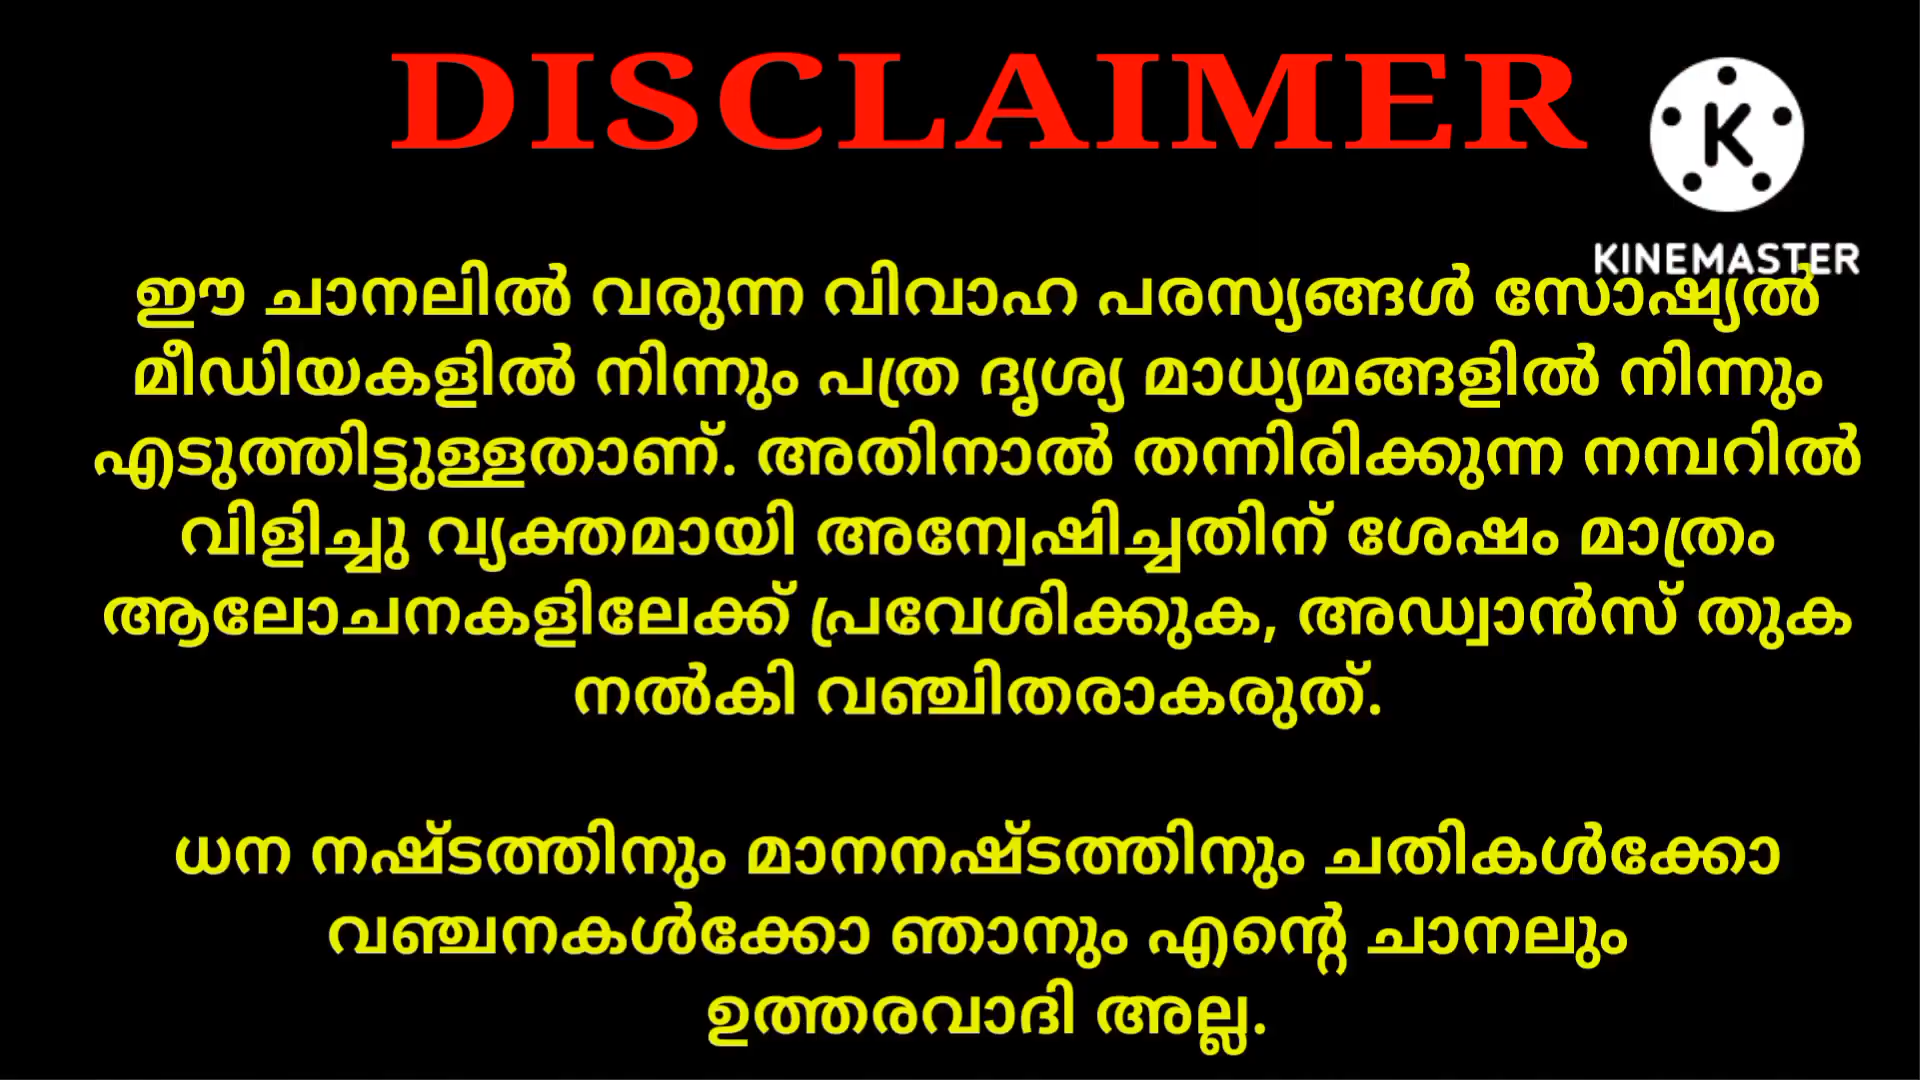 DISCLAIMER
K
KINEMASTER
ഈ ചാനലിൽ വരുന്ന വിവാഹ പരസ്യങ്ങൾ സോഷ്യൽ
മീഡിയകളിൽ നിന്നും പത്ര ദൃശ്യ മാധ്യമങ്ങളിൽ നിന്നും
എടുത്തിട്ടുള്ളതാണ്. അതിനാൽ തന്നിരിക്കുന്ന നമ്പറിൽ
വിളിച്ചു വ്യക്തമായി അന്വേഷിച്ചതിന് ശേഷം മാത്രം
ആലോചനകളിലേക്ക് പ്രവേശിക്കുക, അഡ്വാൻസ് തുക
നൽകി വഞ്ചിതരാകരുത്.
ധന നഷ്ടത്തിനും മാനനഷ്ടത്തിനും ചതികൾക്കോ
വഞ്ചനകൾക്കോ ഞാനും എന്റെ ചാനലും
ഉത്തരവാദി അല്ല.